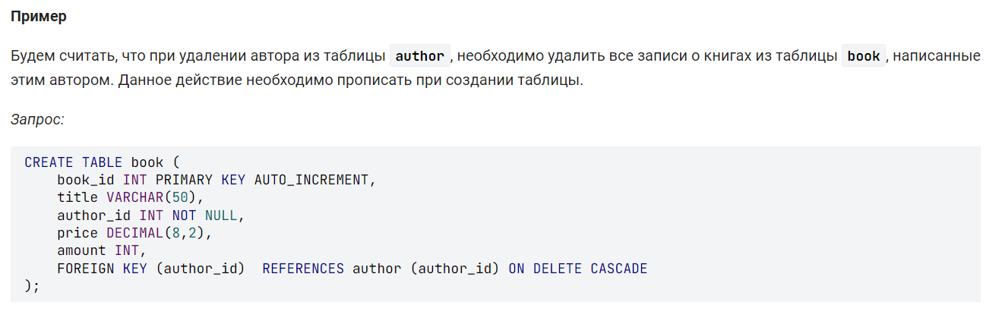 Пример
Будем считать, что при удалении автора из таблицы author, необходимо удалить все записи о книгах из таблицы book, написанные
этим автором. Данное действие необходимо прописать при создании таблицы.
Запрос:
CREATE TABLE book (
    book_id INT PRIMARY KEY AUTO_INCREMENT,
    title VARCHAR(50),
    author_id INT NOT NULL,
    price DECIMAL(8,2),
    amount INT,
    FOREIGN KEY (author_id)  REFERENCES author (author_id) ON DELETE CASCADE
);